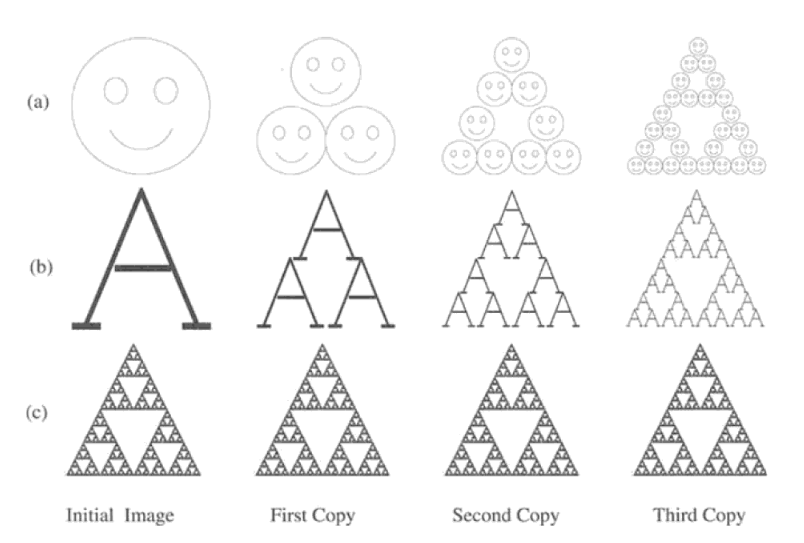 (a)
(b)
A
(c)
Initial Image
First Copy
Second Copy
Third Copy